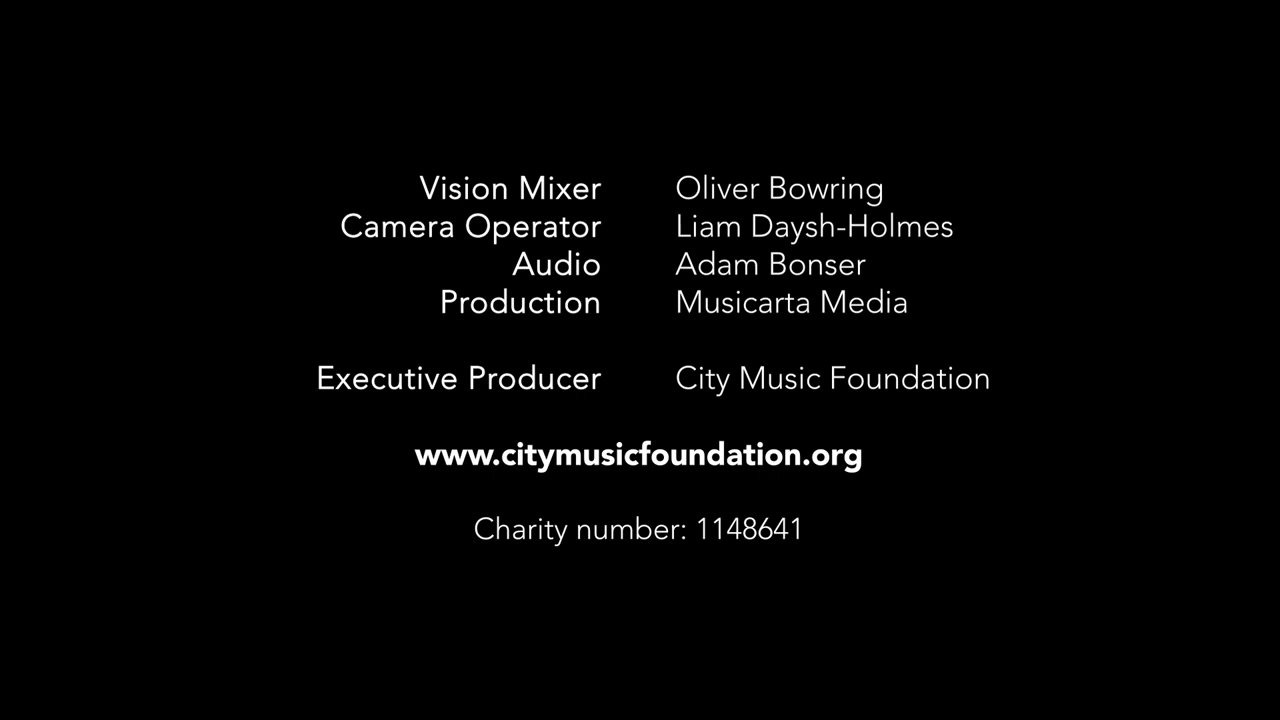 Vision Mixer Oliver Bowring
Camera Operator Liam Daysh-Holmes
Audio Adam Bonser
Production Musicarta Media
Executive Producer City Music Foundation
www.citymusicfoundation.org
Charity number: 1148641